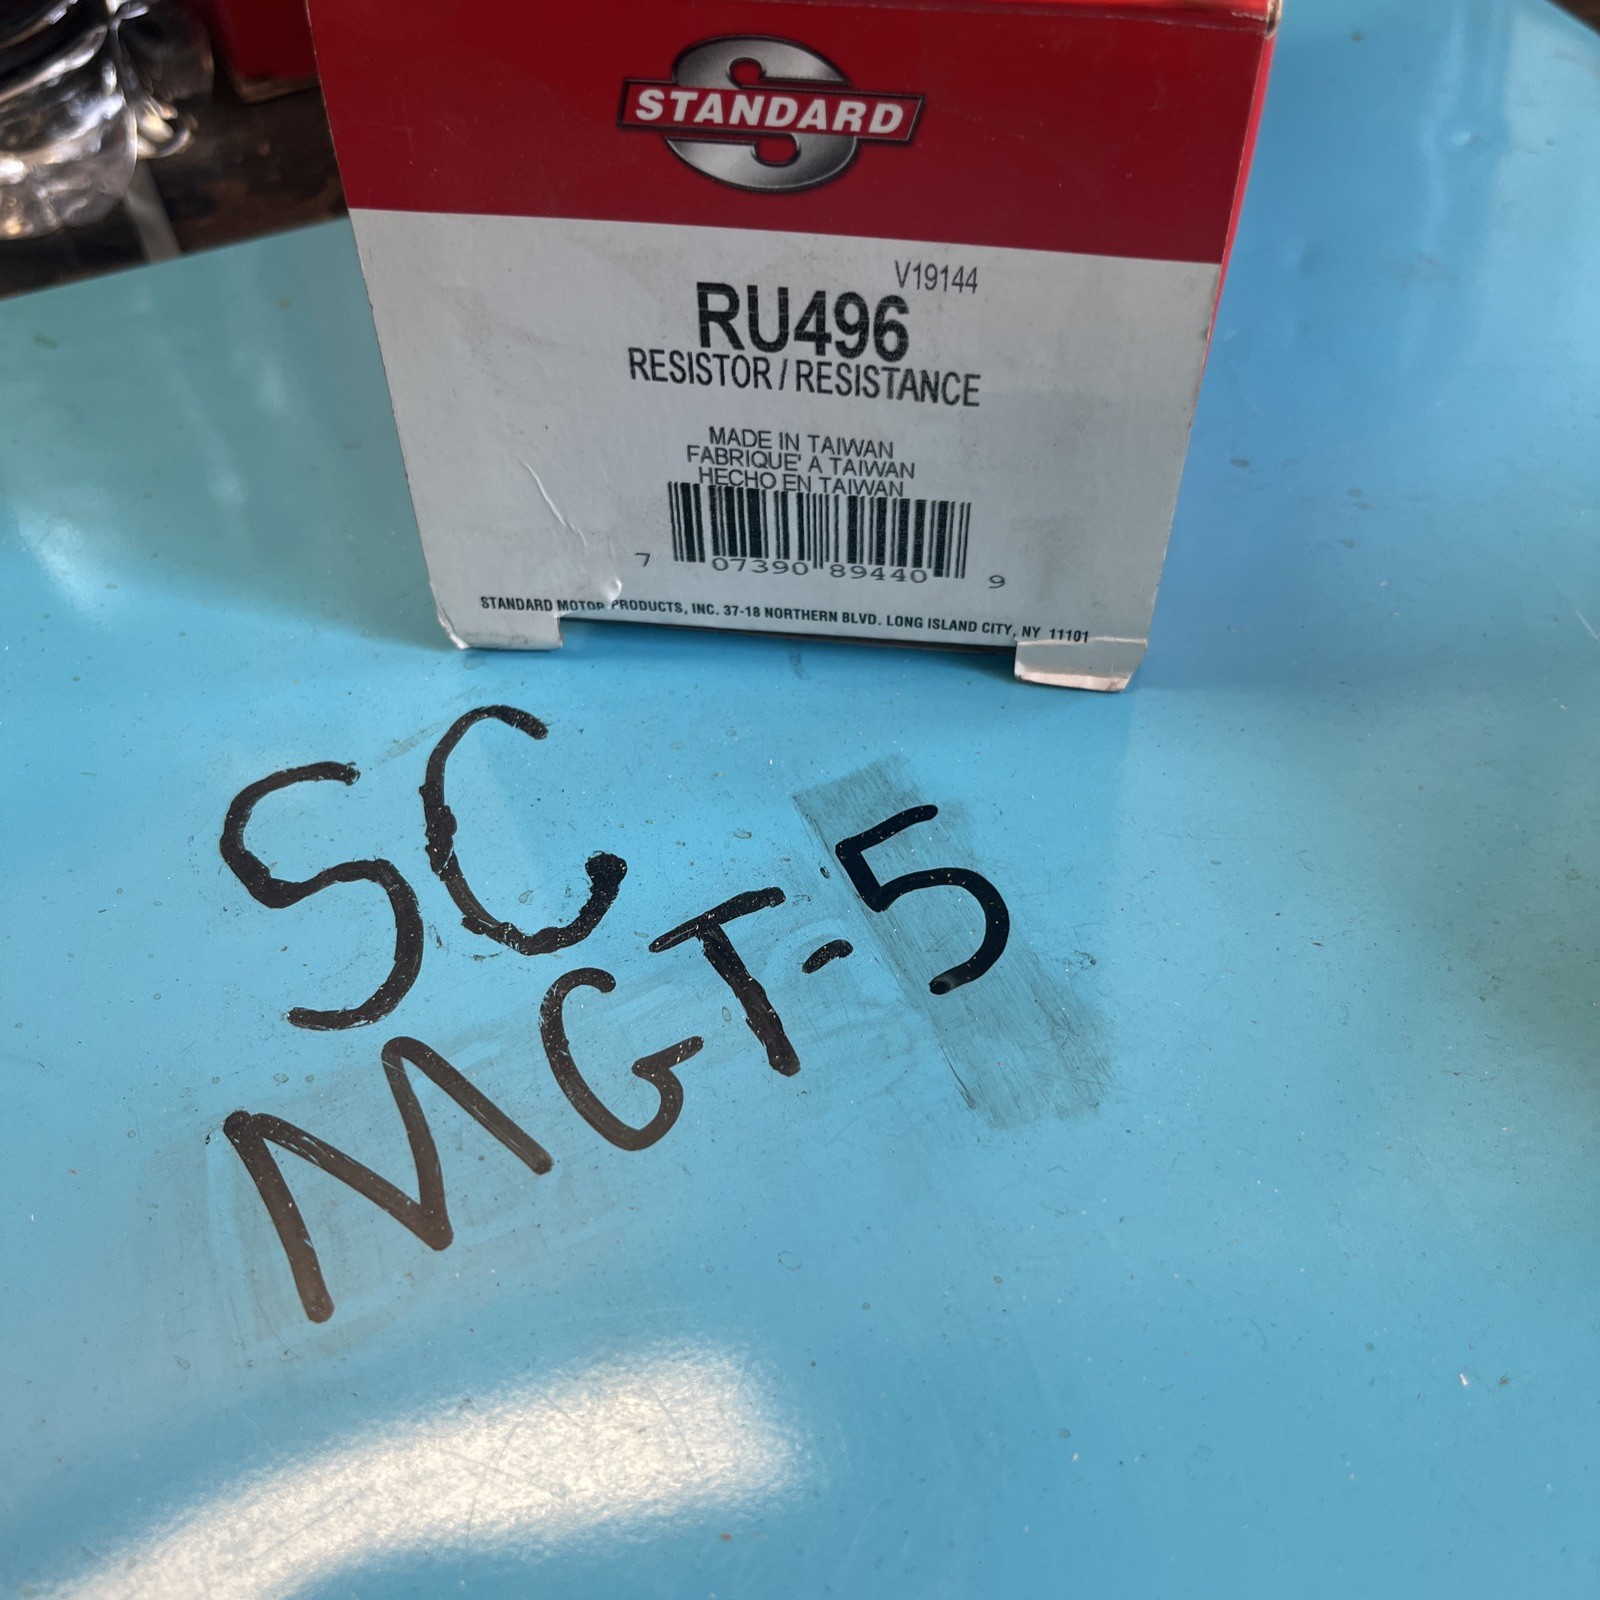 STANDARD
V19144
RU496
RESISTOR / RESISTANCE
MADE IN TAIWAN
FABRIQUE' A TAIWAN
HECHO EN TAIWAN
7 07390 89440 9
STANDARD MOTOR PRODUCTS, INC. 37-18 NORTHERN BLVD. LONG ISLAND CITY, NY 11101
SC
MGT-5